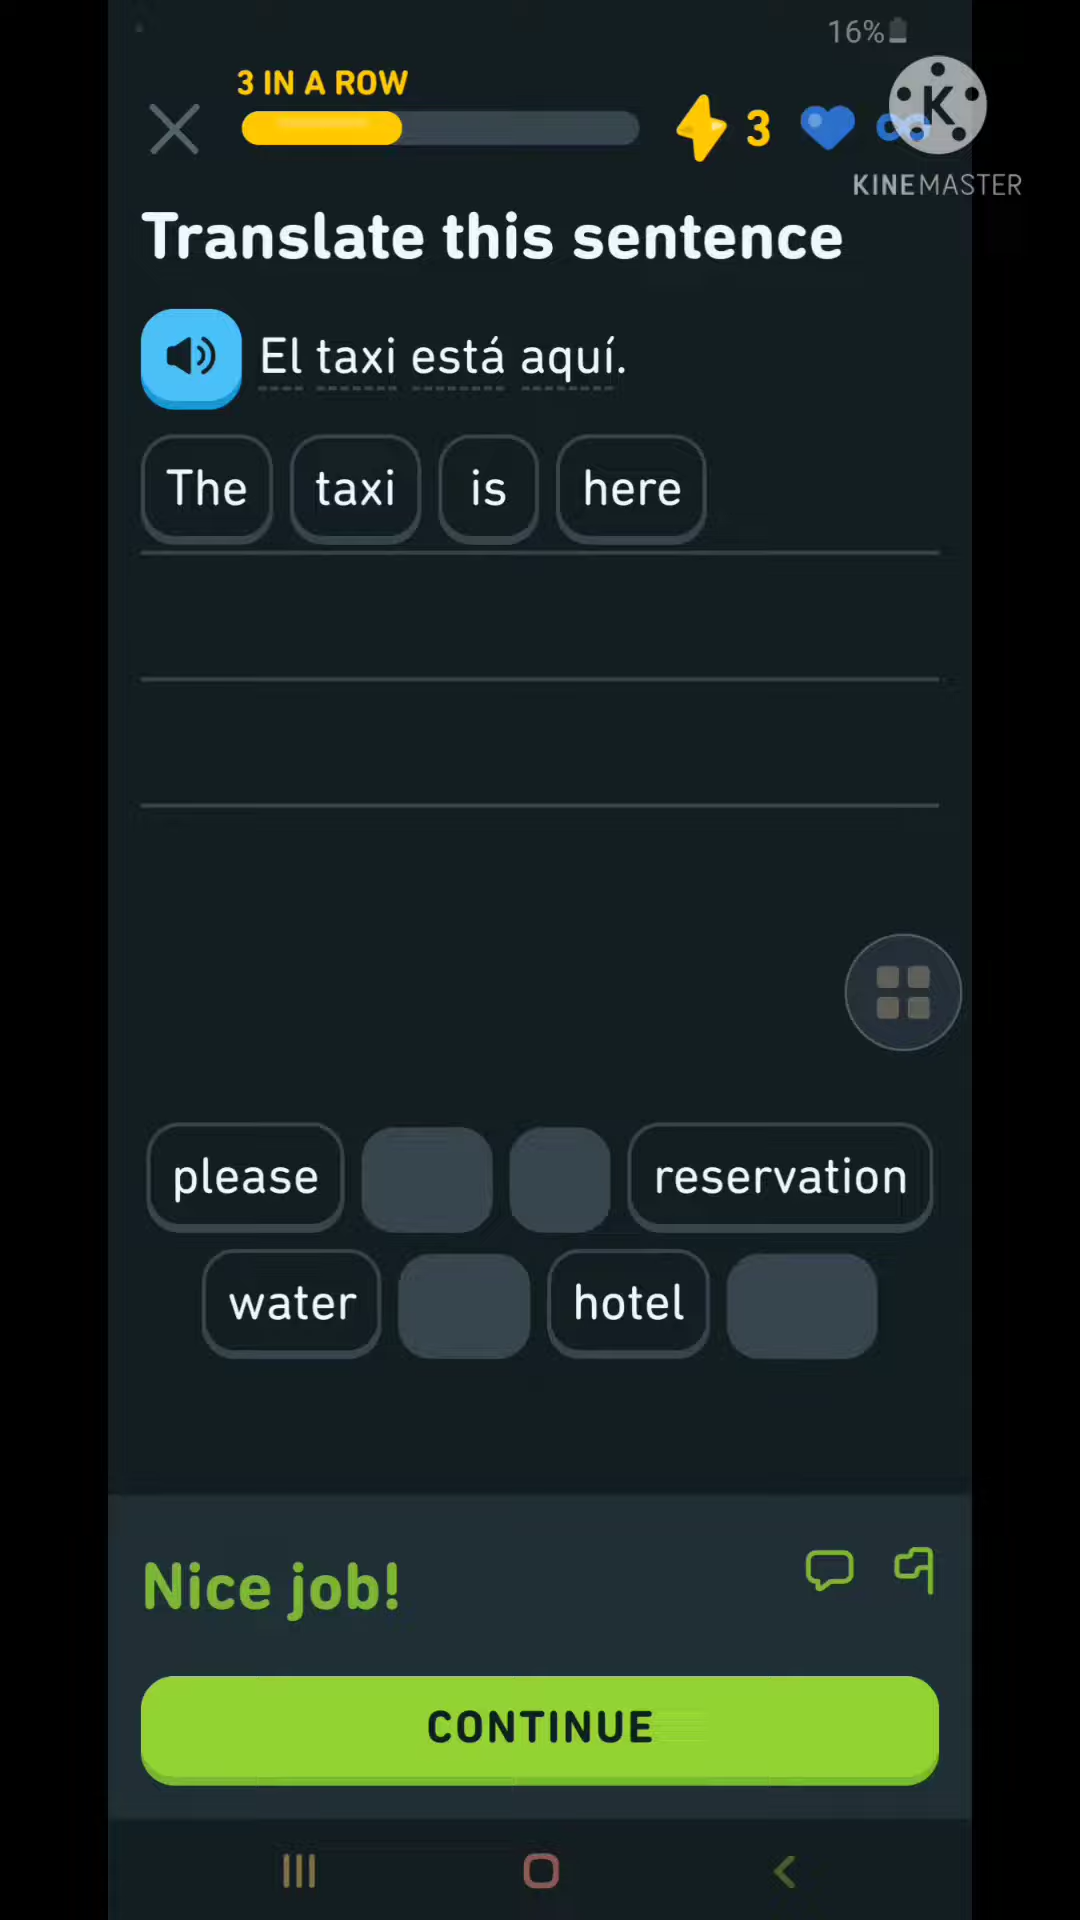 16%
3 IN A ROW
3
KINEMASTER
Translate this sentence
El taxi está aquí.
The taxi is here
please reservation
water hotel
Nice job!
CONTINUE